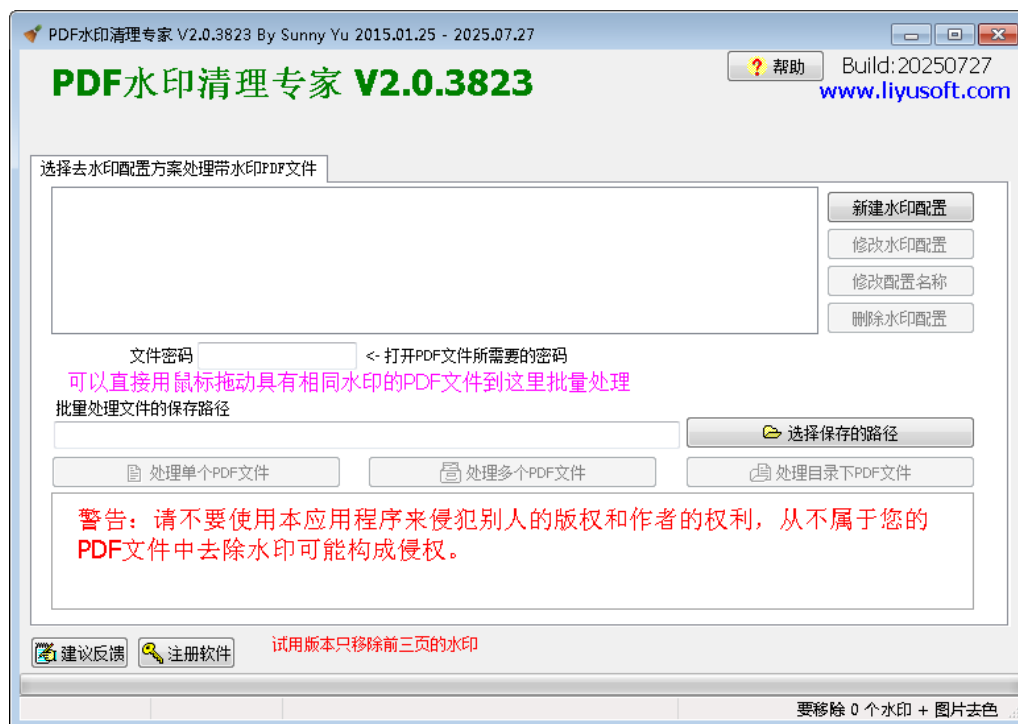 PDF水印清理专家 V2.0.3823 By Sunny Yu 2015.01.25 - 2025.07.27
PDF水印清理专家 V2.0.3823
帮助
Build:20250727
www.liyusoft.com
选择去水印配置方案处理带水印PDF文件
新建水印配置
修改水印配置
修改配置名称
删除水印配置
文件密码
<- 打开PDF文件所需要的密码
可以直接用鼠标拖动具有相同水印的PDF文件到这里批量处理
批量处理文件的保存路径
选择保存的路径
处理单个PDF文件
处理多个PDF文件
处理目录下PDF文件
警告：请不要使用本应用程序来侵犯别人的版权和作者的权利，从不属于您的
PDF文件中去除水印可能构成侵权。
建议反馈
注册软件
试用版本只移除前三页的水印
要移除 0 个水印 + 图片去色